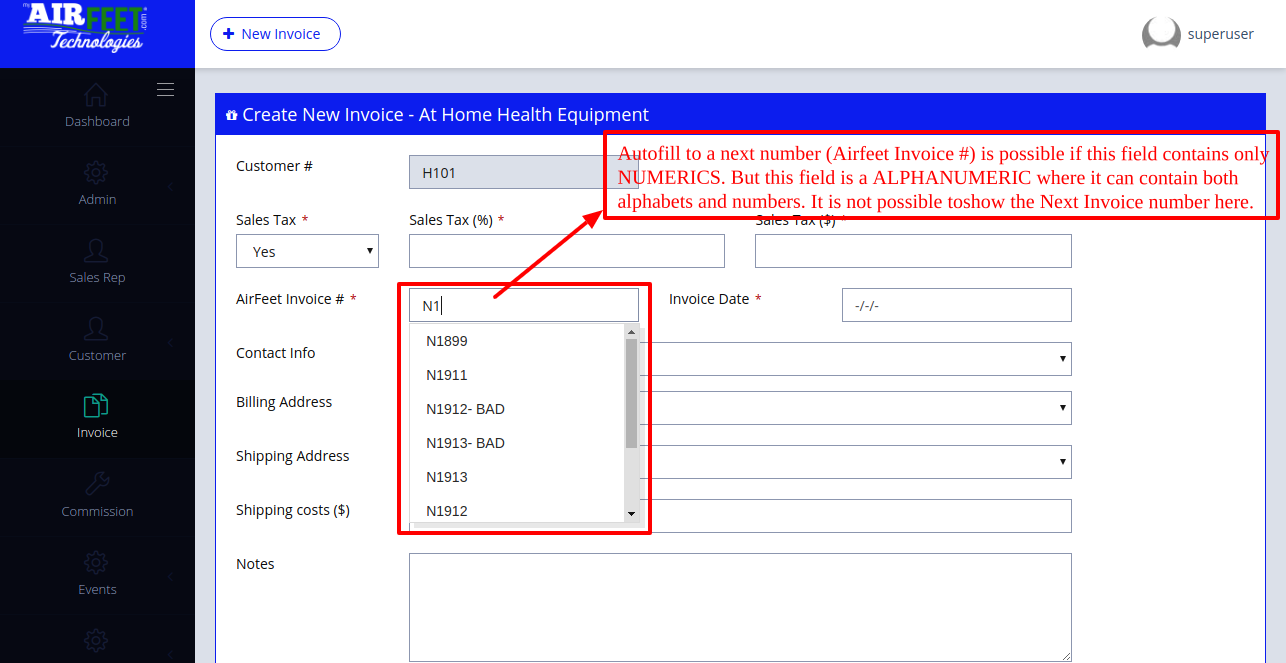 my AIRFEET.com
Technologies
New Invoice
superuser
Dashboard
Admin
Sales Rep
Customer
Invoice
Commission
Events
Create New Invoice - At Home Health Equipment
Autofill to a next number (Airfeet Invoice #) is possible if this field contains only
NUMERICS. But this field is a ALPHANUMERIC where it can contain both
alphabets and numbers. It is not possible toshow the Next Invoice number here.
Customer #
H101
Sales Tax *
Sales Tax (%) *
Sales Tax ($) *
Yes
AirFeet Invoice # *
N1
Invoice Date *
-/-/-
N1899
N1911
N1912- BAD
N1913- BAD
N1913
N1912
Contact Info
Billing Address
Shipping Address
Shipping costs ($)
Notes